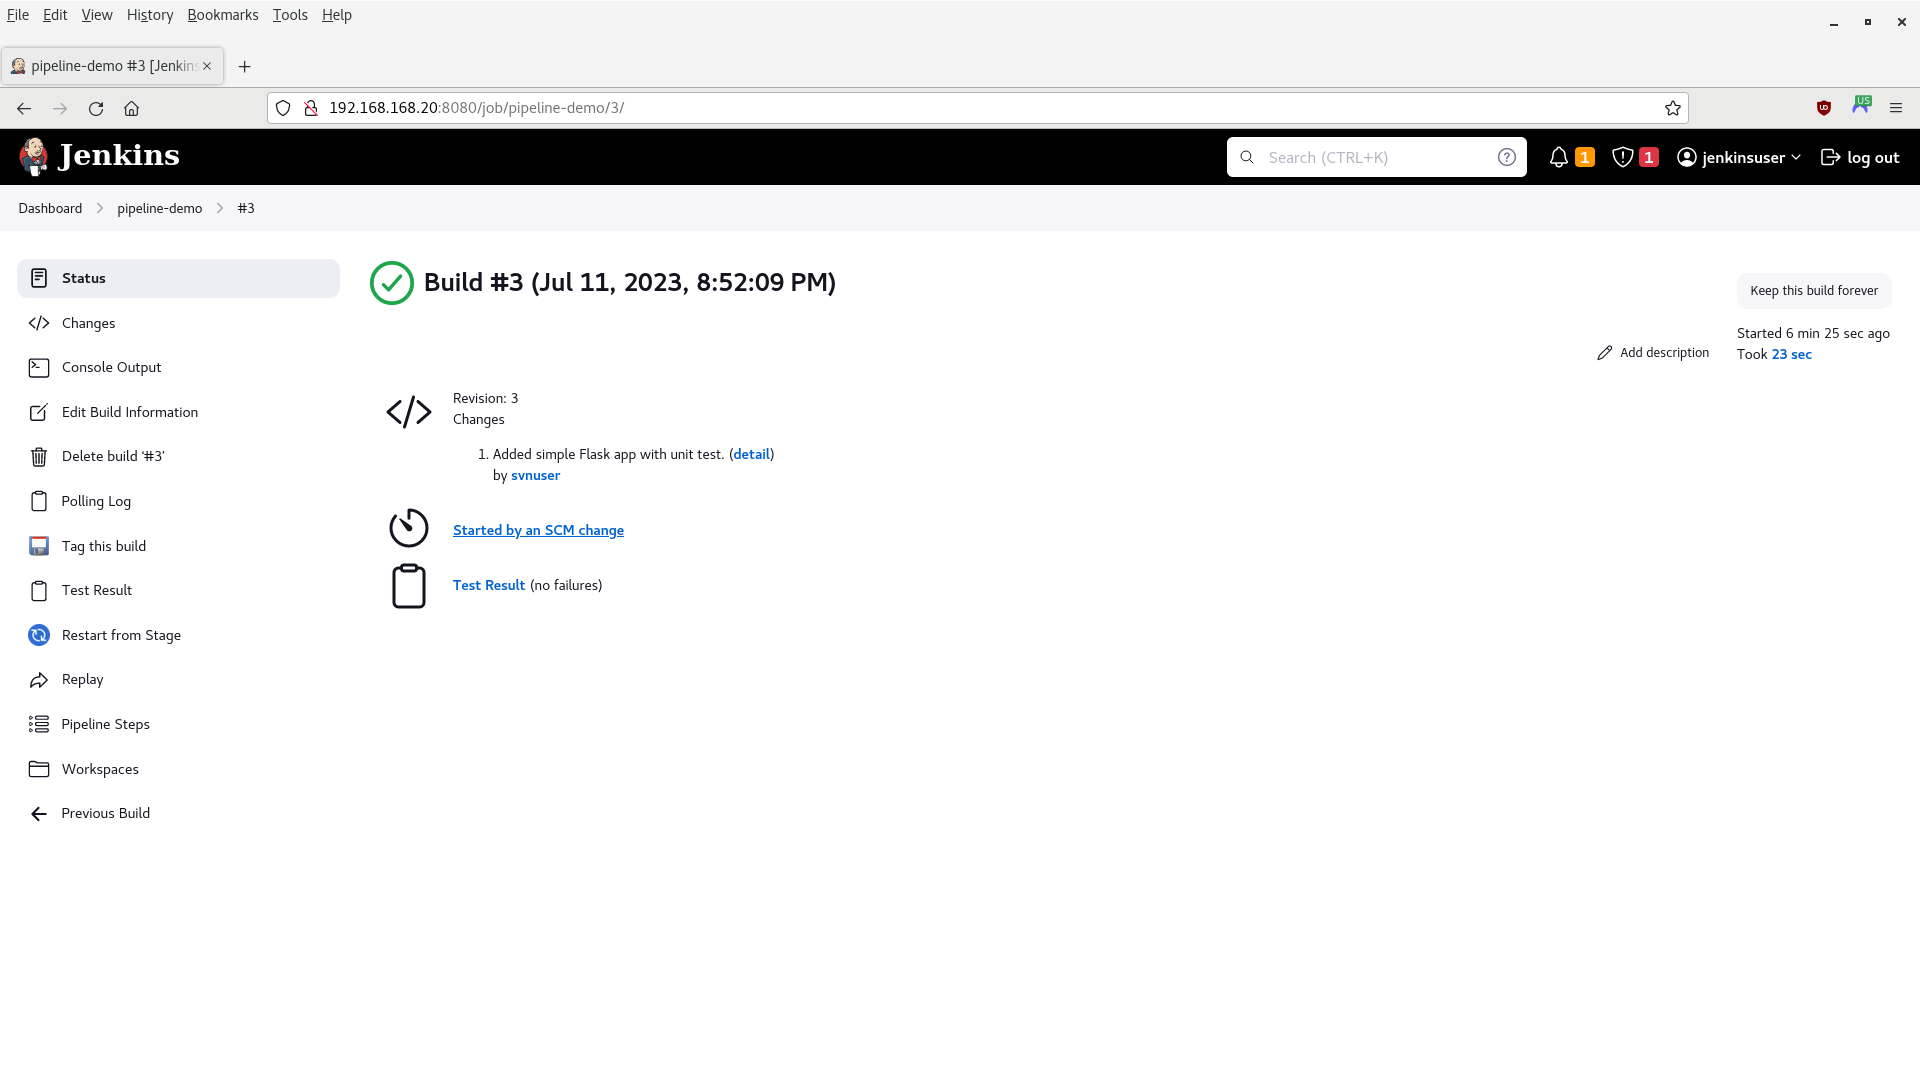 File Edit View History Bookmarks Tools Help
pipeline-demo #3 [Jenkins
192.168.168.20:8080/job/pipeline-demo/3/
US
Jenkins
Search (CTRL+K)
1
1
jenkinsuser
log out
Dashboard
pipeline-demo
#3
Status
Changes
Console Output
Edit Build Information
Delete build ‘#3’
Polling Log
Tag this build
Test Result
Restart from Stage
Replay
Pipeline Steps
Workspaces
Previous Build
Build #3 (Jul 11, 2023, 8:52:09 PM)
Keep this build forever
Add description
Started 6 min 25 sec ago
Took 23 sec
Revision: 3
Changes
1. Added simple Flask app with unit test. (detail)
by svnuser
Started by an SCM change
Test Result (no failures)